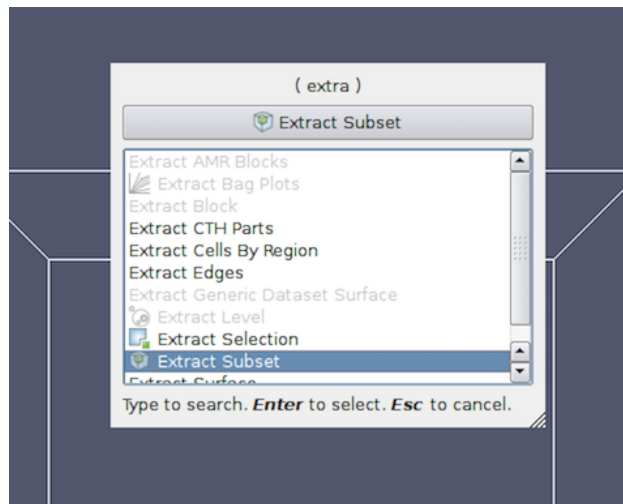 ( extra )
Extract Subset
Extract AMR Blocks
Extract Bag Plots
Extract Block
Extract CTH Parts
Extract Cells By Region
Extract Edges
Extract Generic Dataset Surface
Extract Level
Extract Selection
Extract Subset
Extract Surface
Type to search. Enter to select. Esc to cancel.